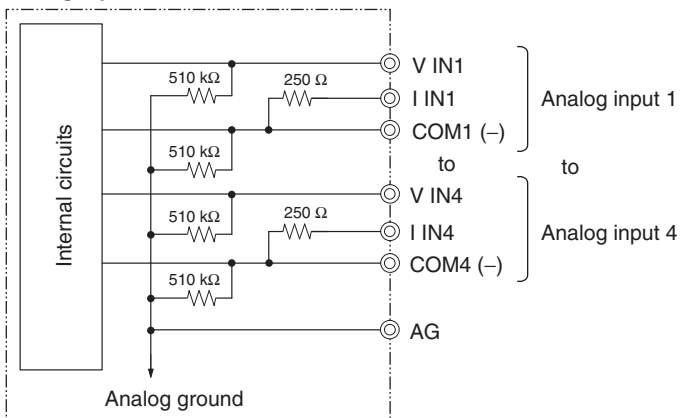 V IN1
510 kΩ
250 Ω
I IN1
Analog input 1
COM1 (–)
510 kΩ
to
to
Internal circuits
V IN4
510 kΩ
250 Ω
I IN4
Analog input 4
COM4 (–)
510 kΩ
AG
Analog ground